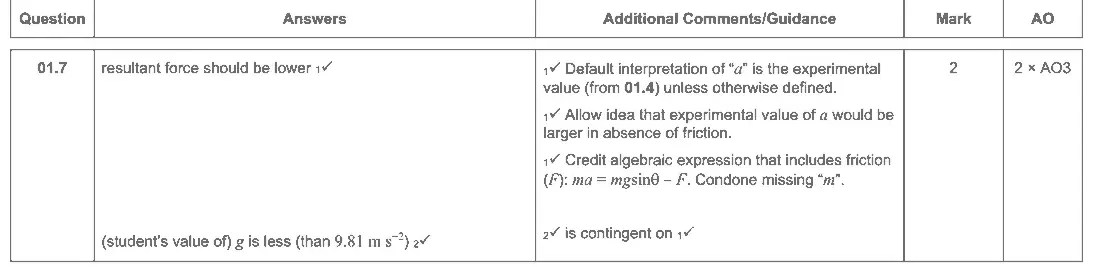 Question Answers Additional Comments/Guidance Mark AO
01.7 resultant force should be lower ₁✓ ₁✓ Default interpretation of "a" is the experimental 2 2 × AO3
value (from 01.4) unless otherwise defined.
₁✓ Allow idea that experimental value of a would be
larger in absence of friction.
₁✓ Credit algebraic expression that includes friction
(F): ma = mgsinθ – F. Condone missing "m".
(student's value of) g is less (than 9.81 m s⁻²) ₂✓ ₂✓ is contingent on ₁✓